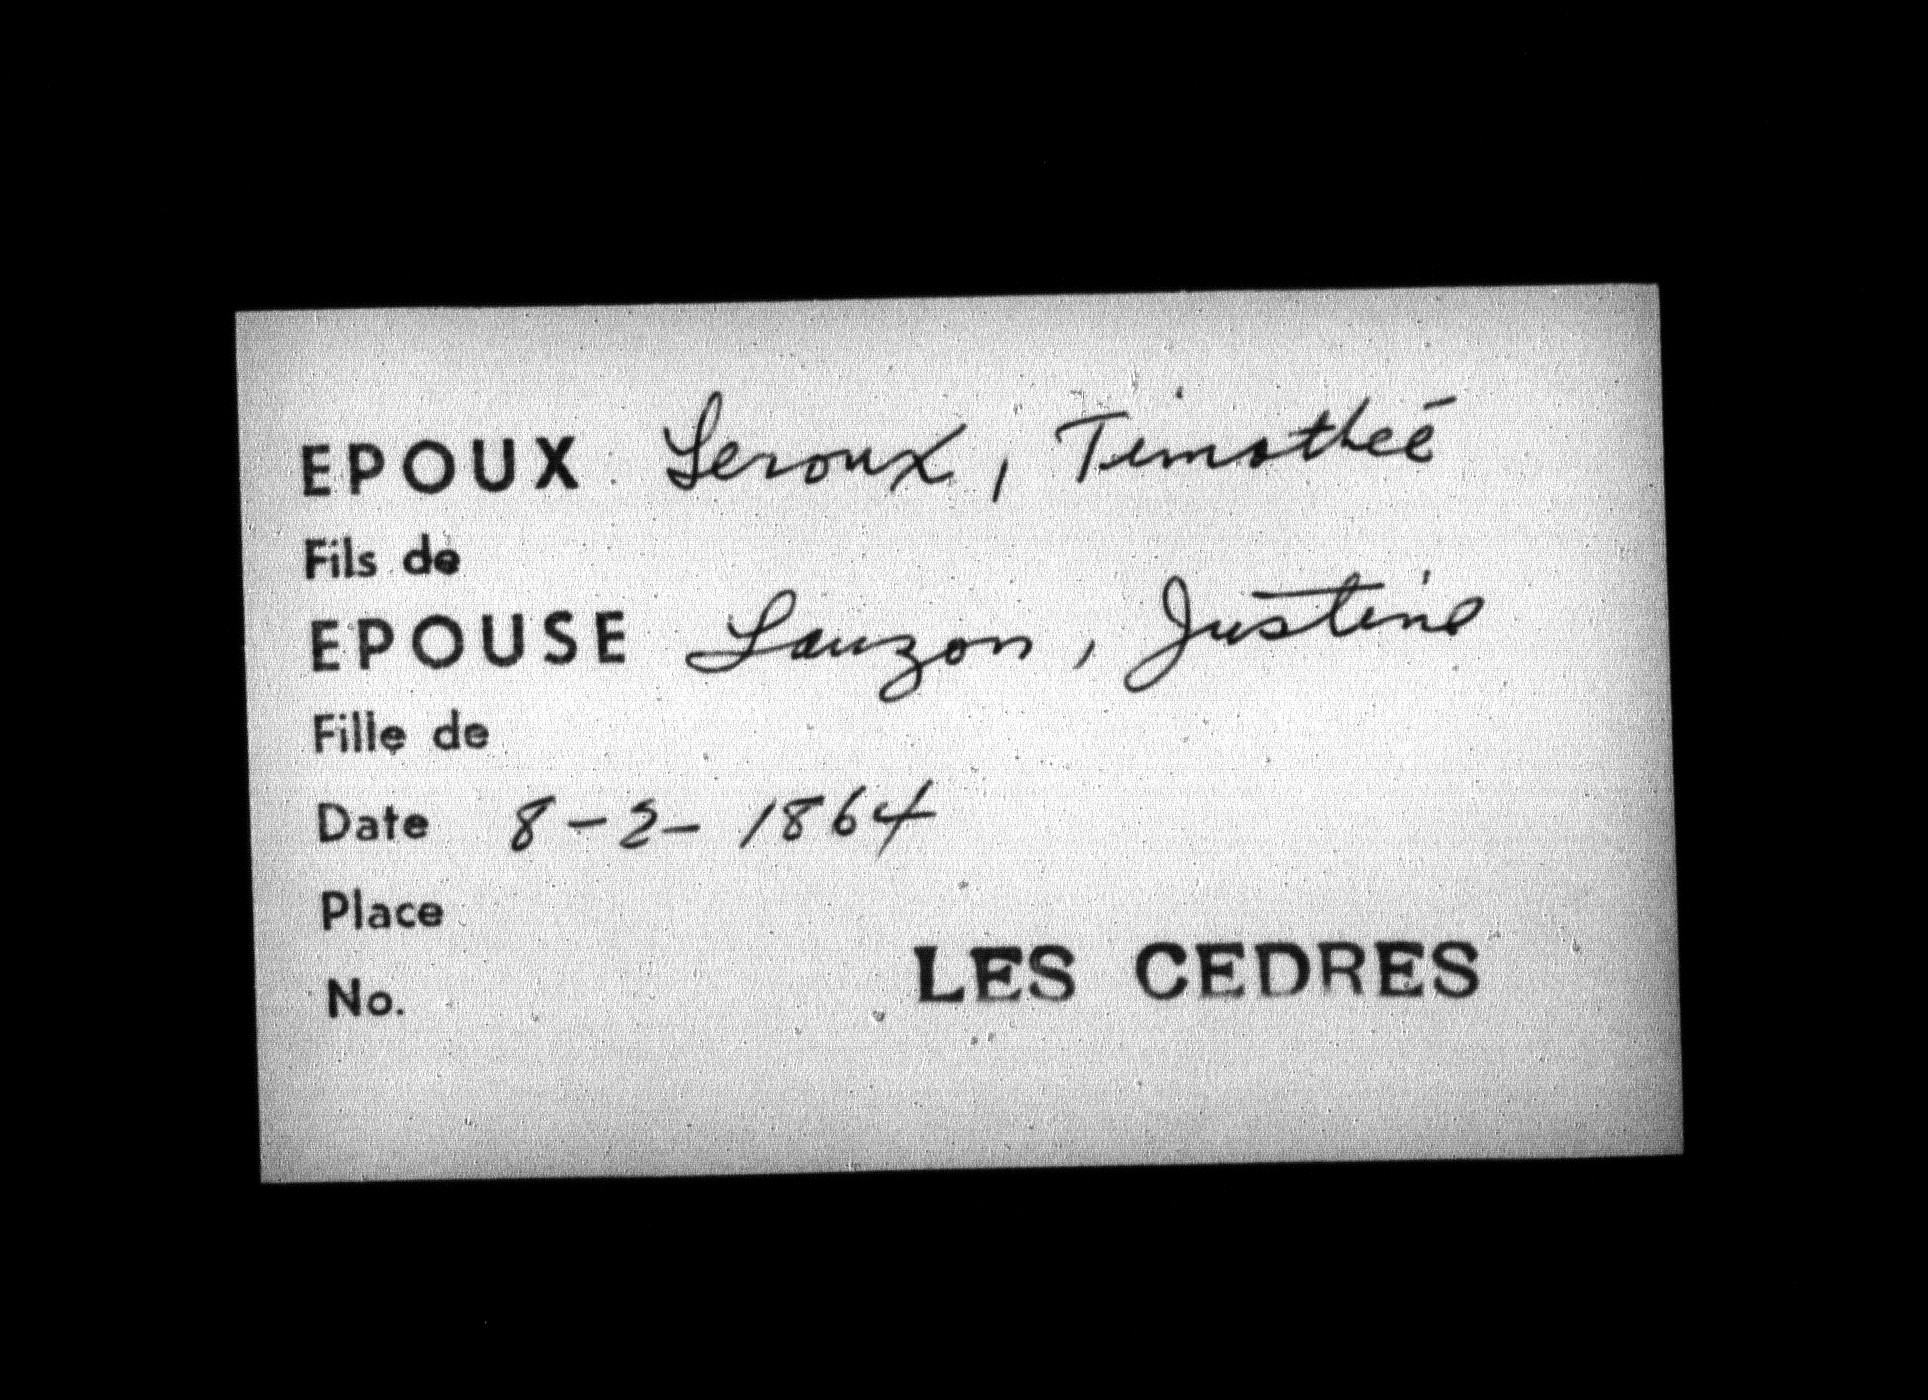 EPOUX Leroux, Timothée
Fils de
EPOUSE Lauzon, Justine
Fille de
Date 8-2-1864
Place
LES CEDRES
No.